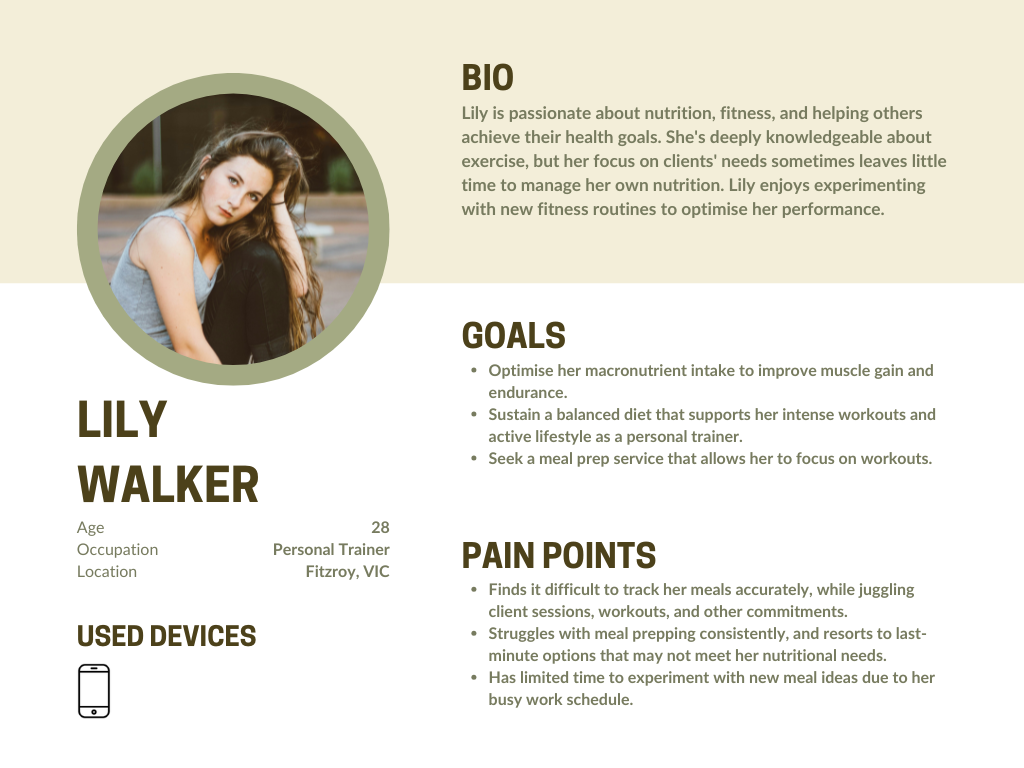 BIO
Lily is passionate about nutrition, fitness, and helping others
achieve their health goals. She's deeply knowledgeable about
exercise, but her focus on clients' needs sometimes leaves little
time to manage her own nutrition. Lily enjoys experimenting
with new fitness routines to optimise her performance.
LILY
WALKER
Age 28
Occupation Personal Trainer
Location Fitzroy, VIC
USED DEVICES
GOALS
• Optimise her macronutrient intake to improve muscle gain and
endurance.
• Sustain a balanced diet that supports her intense workouts and
active lifestyle as a personal trainer.
• Seek a meal prep service that allows her to focus on workouts.
PAIN POINTS
• Finds it difficult to track her meals accurately, while juggling
client sessions, workouts, and other commitments.
• Struggles with meal prepping consistently, and resorts to last-
minute options that may not meet her nutritional needs.
• Has limited time to experiment with new meal ideas due to her
busy work schedule.